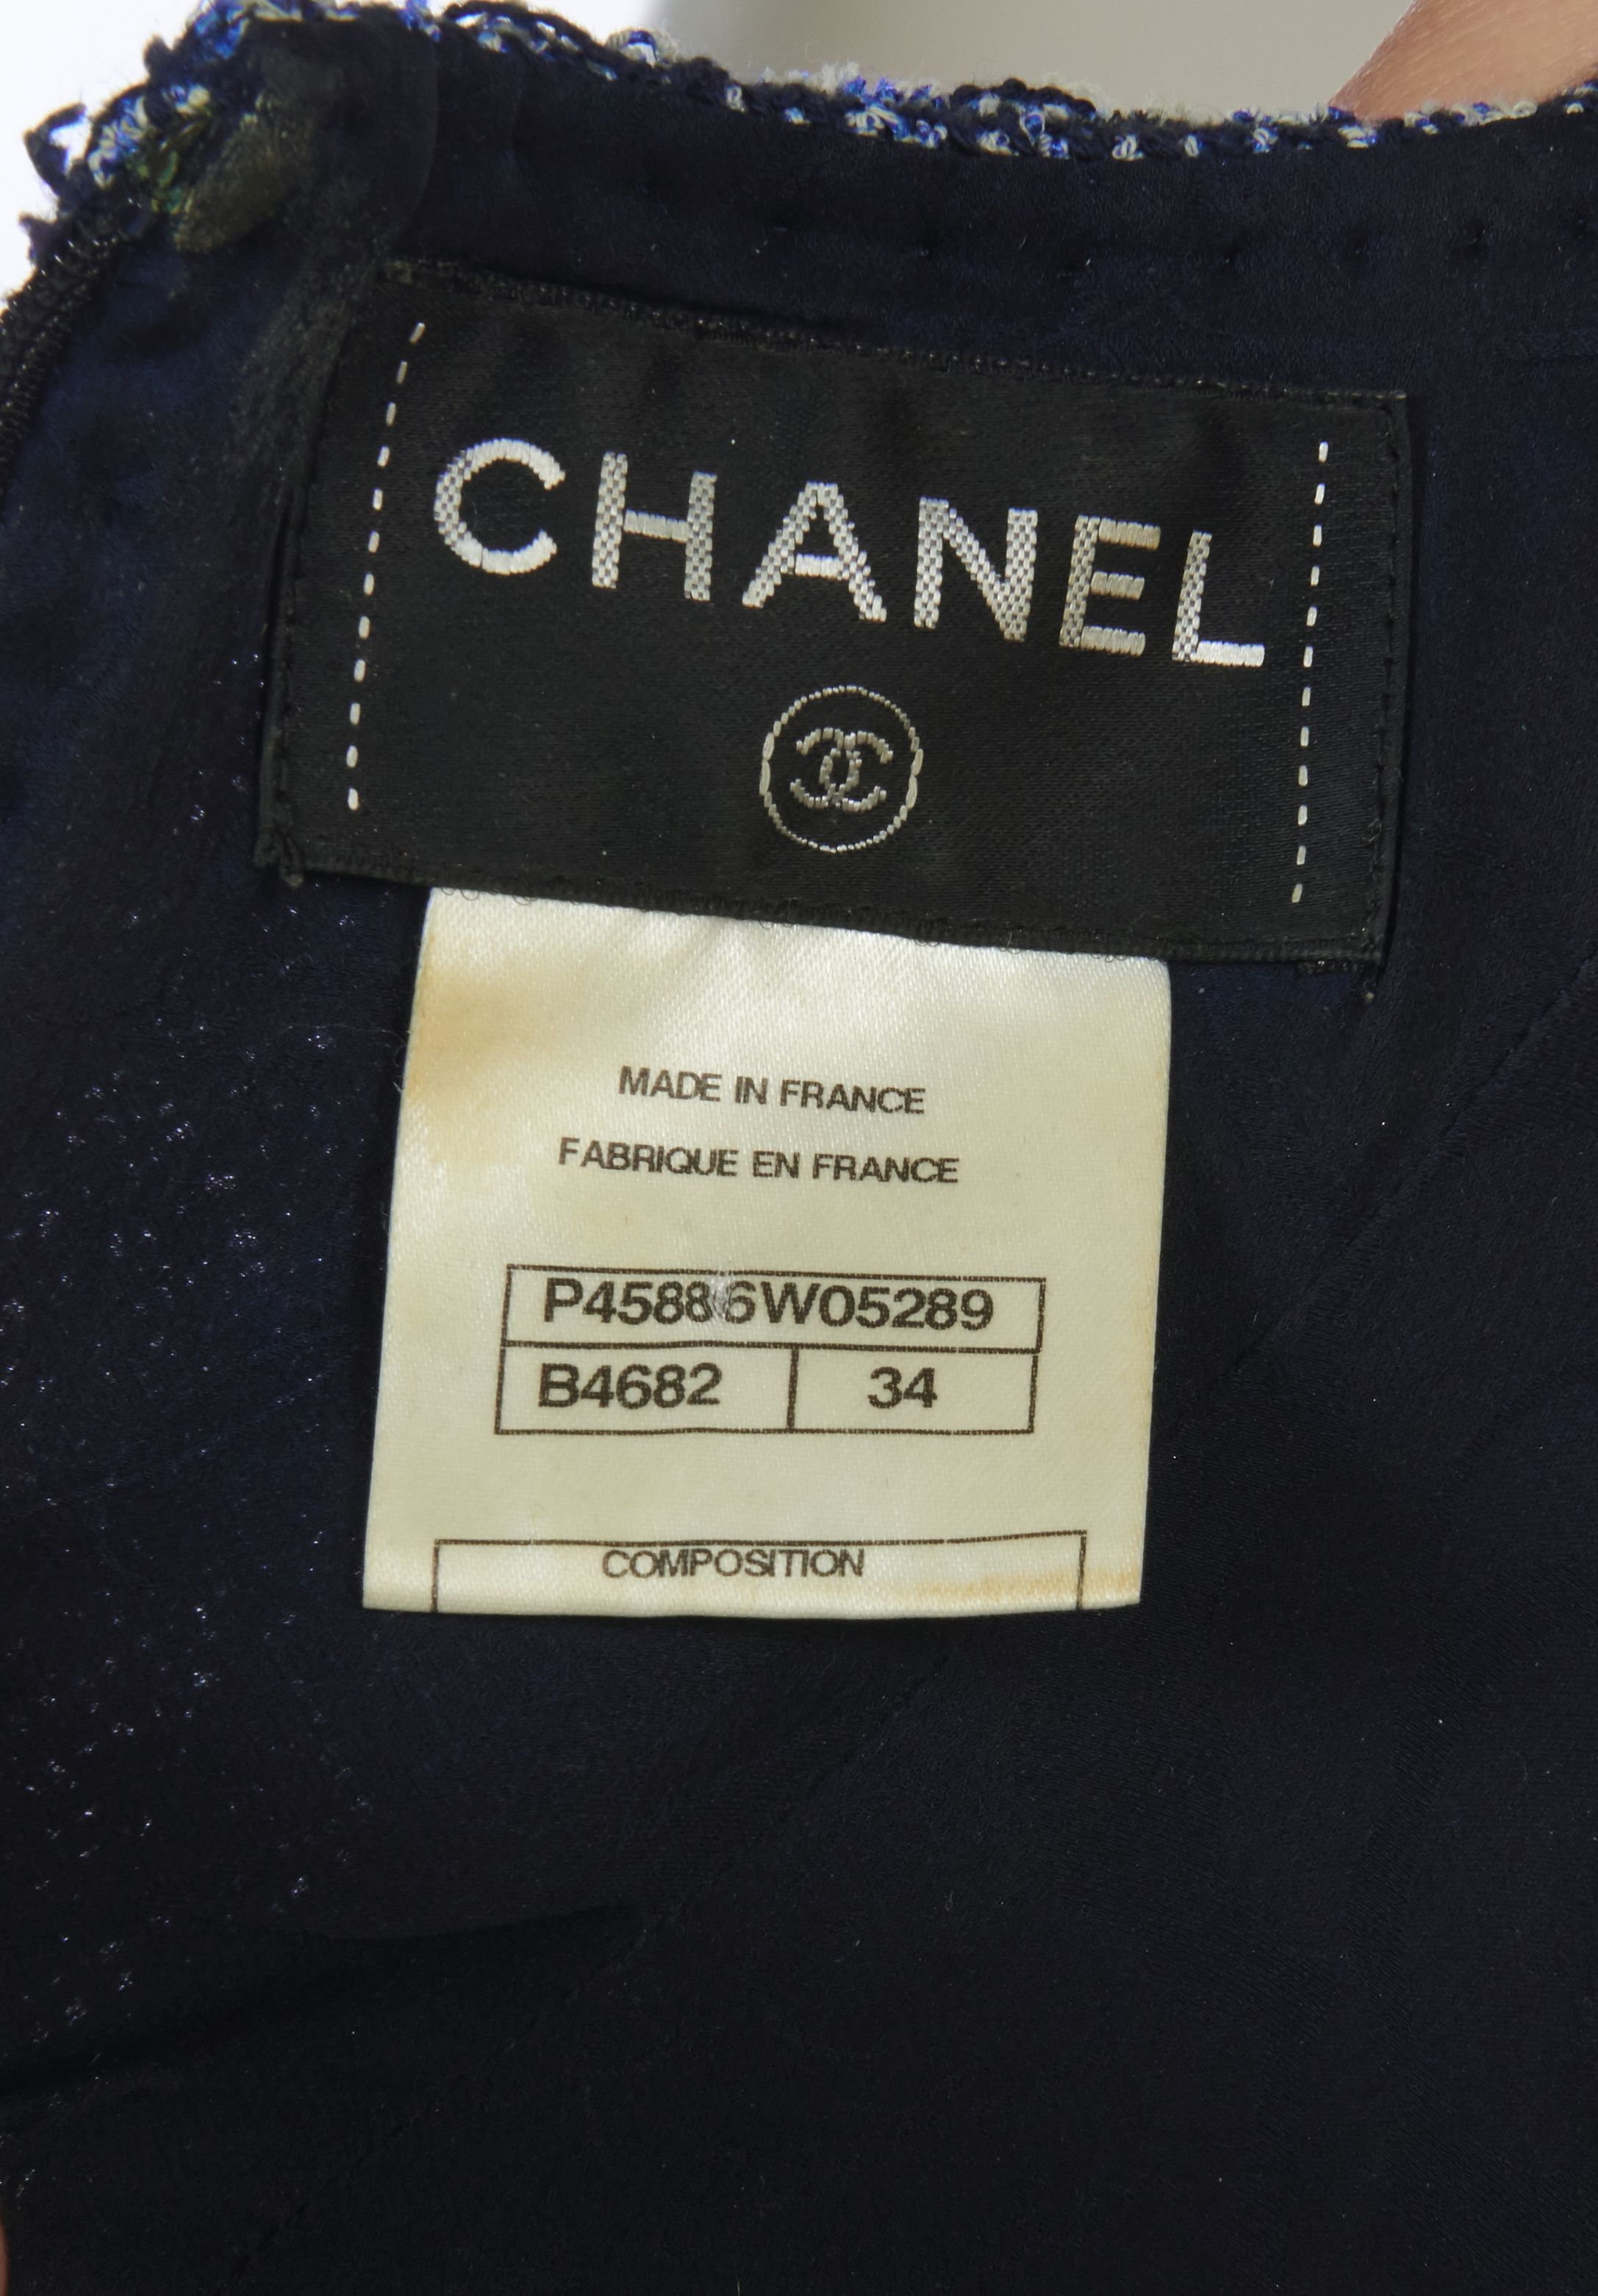 CHANEL
MADE IN FRANCE
FABRIQUE EN FRANCE
P45886W05289
B4682 34
COMPOSITION